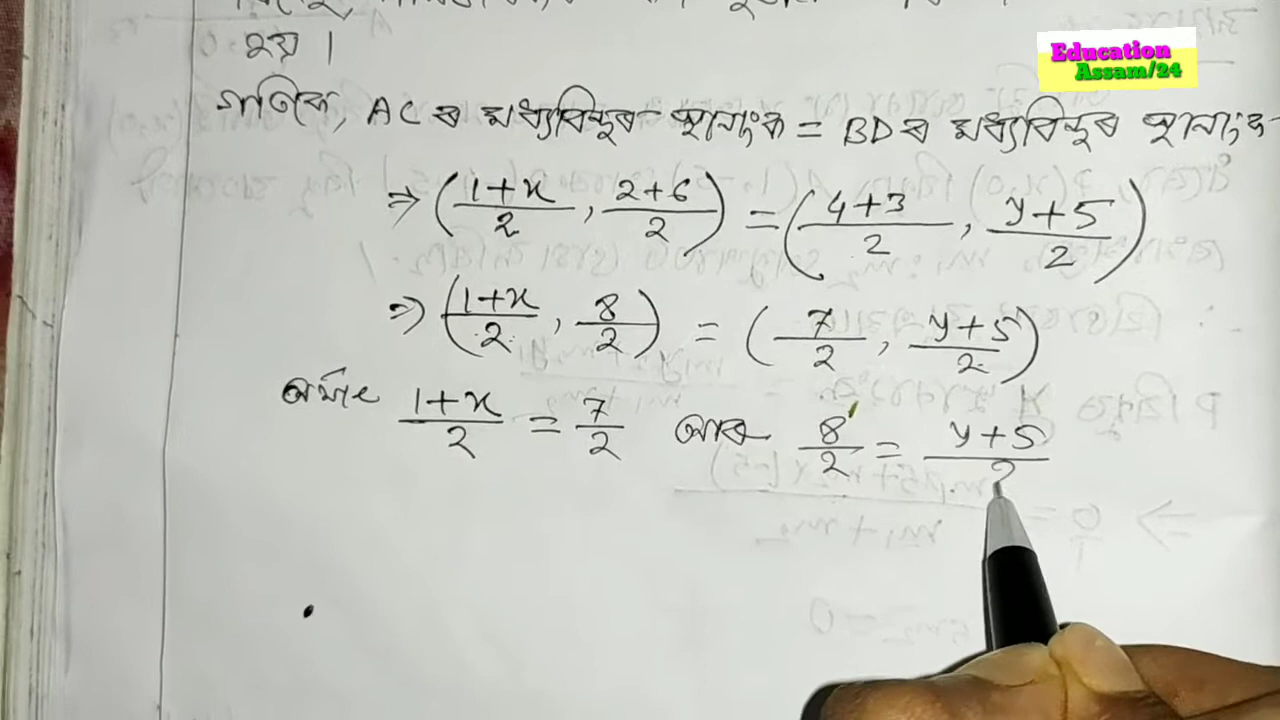 হয় ।
Education
Assam/24
গতিকে, AC ৰ মধ্যবিন্দুৰ স্থানাংক = BD ৰ মধ্যবিন্দুৰ স্থানাংক
⇒ (1+x/2, 2+6/2) = (4+3/2, y+5/2)
⇒ (1+x/2, 8/2) = (7/2, y+5/2)
অৰ্থাৎ 1+x/2 = 7/2 আৰু 8/2 = y+5/2